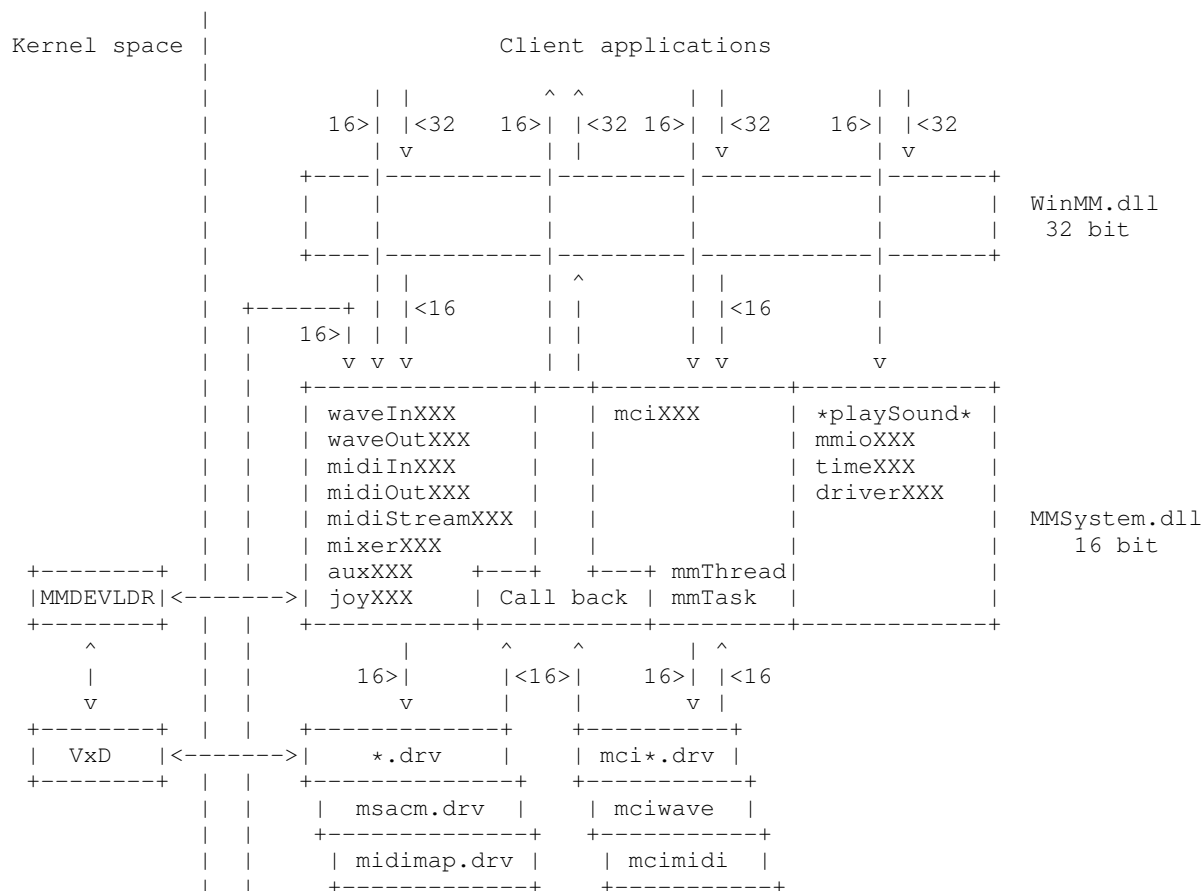 Kernel space | Client applications
16>| |<32 16>| |<32 16>| |<32 16>| |<32
WinMM.dll
32 bit
|<16 |<16
16>|
waveInXXX mciXXX *playSound*
waveOutXXX mmioXXX
midiInXXX timeXXX
midiOutXXX driverXXX
midiStreamXXX MMSystem.dll
mixerXXX 16 bit
auxXXX mmThread
MMDEVLDR joyXXX Call back mmTask
16>| |<16>| 16>| |<16
VxD *.drv mci*.drv
msacm.drv mciwave
midimap.drv mcimidi